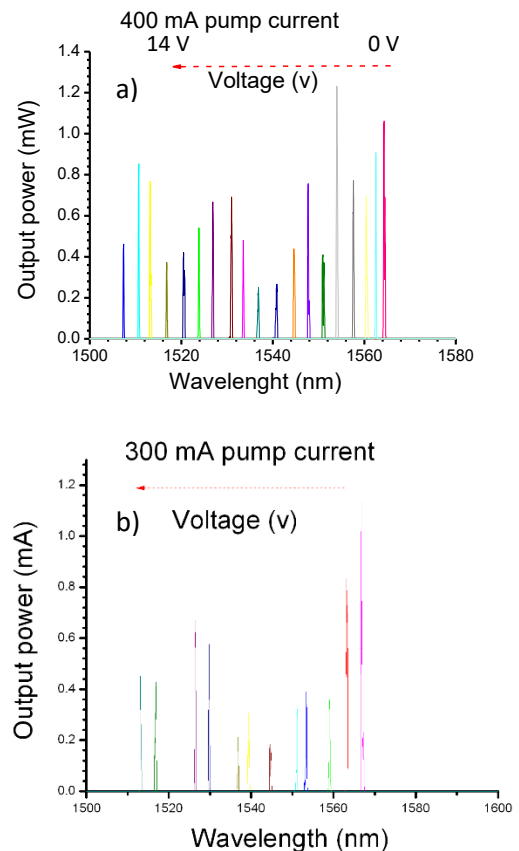 400 mA pump current
14 V 0 V
Voltage (v)
a)
1.4
1.2
1.0
0.8
0.6
0.4
0.2
0.0
Output power (mW)
1500 1520 1540 1560 1580
Wavelenght (nm)
300 mA pump current
b) Voltage (v)
1.2
1.0
0.8
0.6
0.4
0.2
0.0
Output power (mA)
1500 1520 1540 1560 1580 1600
Wavelength (nm)